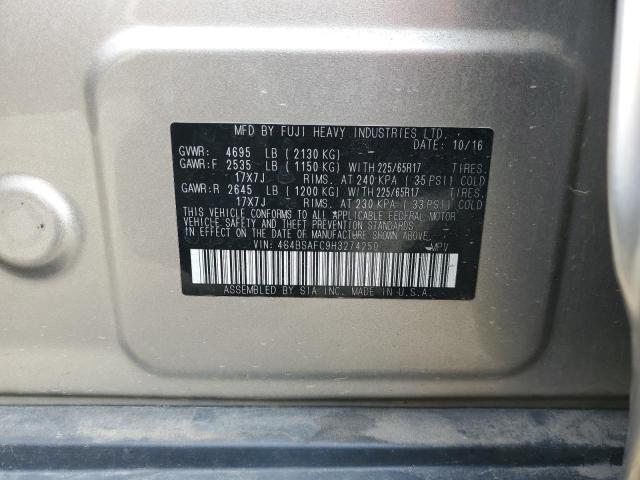 MFD BY FUJI HEAVY INDUSTRIES LTD.
DATE: 10/16
GVWR: 4695 LB ( 2130 KG)
GAWR:F 2535 LB ( 1150 KG) WITH 225/65R17 TIRES.
17X7J RIMS. AT 240 KPA ( 35 PSI) COLD
GAWR:R 2645 LB ( 1200 KG) WITH 225/65R17 TIRES.
17X7J RIMS. AT 230 KPA ( 33 PSI) COLD
THIS VEHICLE CONFORMS TO ALL APPLICABLE FEDERAL MOTOR
VEHICLE SAFETY, BUMPER, AND THEFT PREVENTION STANDARDS
IN EFFECT ON THE DATE OF MANUFACTURE SHOWN ABOVE.
VIN: 4S4BSAFC9H3274250 MPV
ASSEMBLED BY SIA INC. MADE IN U.S.A.